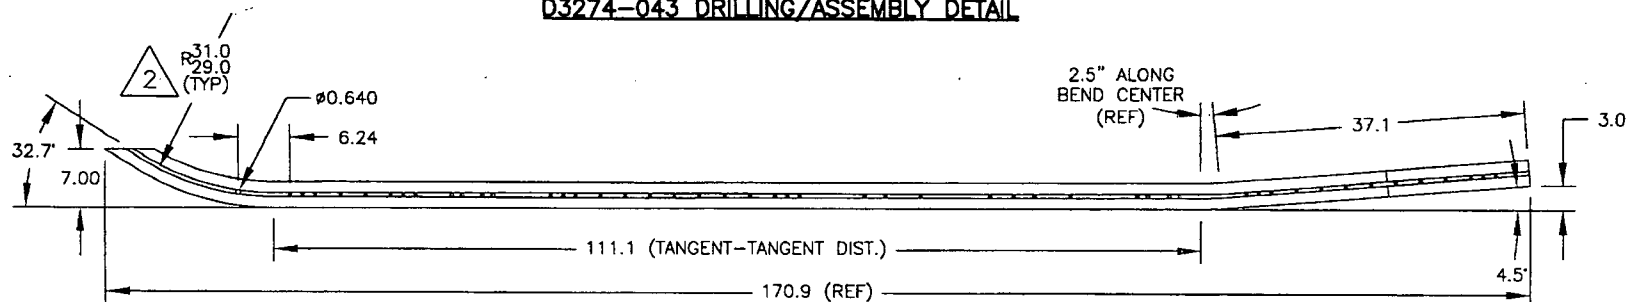 D3274-043 DRILLING/ASSEMBLY DETAIL
2
R31.0
29.0
(TYP)
ø0.640
6.24
32.7°
7.00
2.5" ALONG
BEND CENTER
(REF)
37.1
3.0
111.1 (TANGENT-TANGENT DIST.)
4.5°
170.9 (REF)